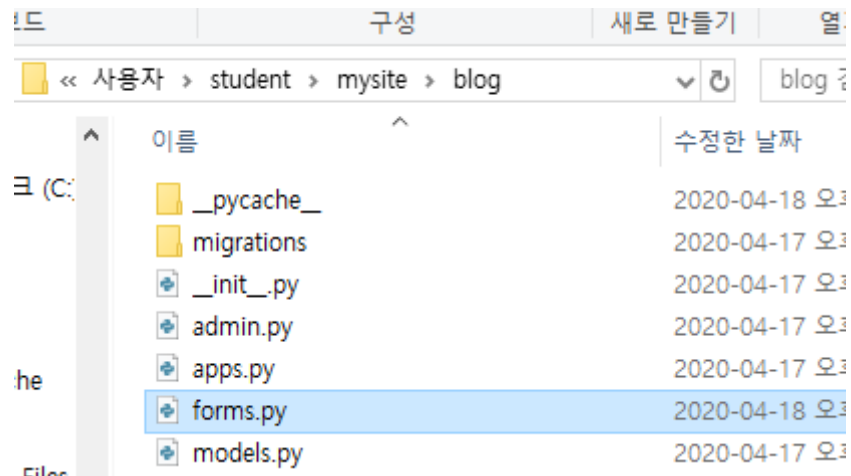 구성 새로 만들기
« 사용자 > student > mysite > blog blog
이름 수정한 날짜
(C:)
__pycache__ 2020-04-18
migrations 2020-04-17
__init__.py 2020-04-17
admin.py 2020-04-17
apps.py 2020-04-17
forms.py 2020-04-18
models.py 2020-04-17